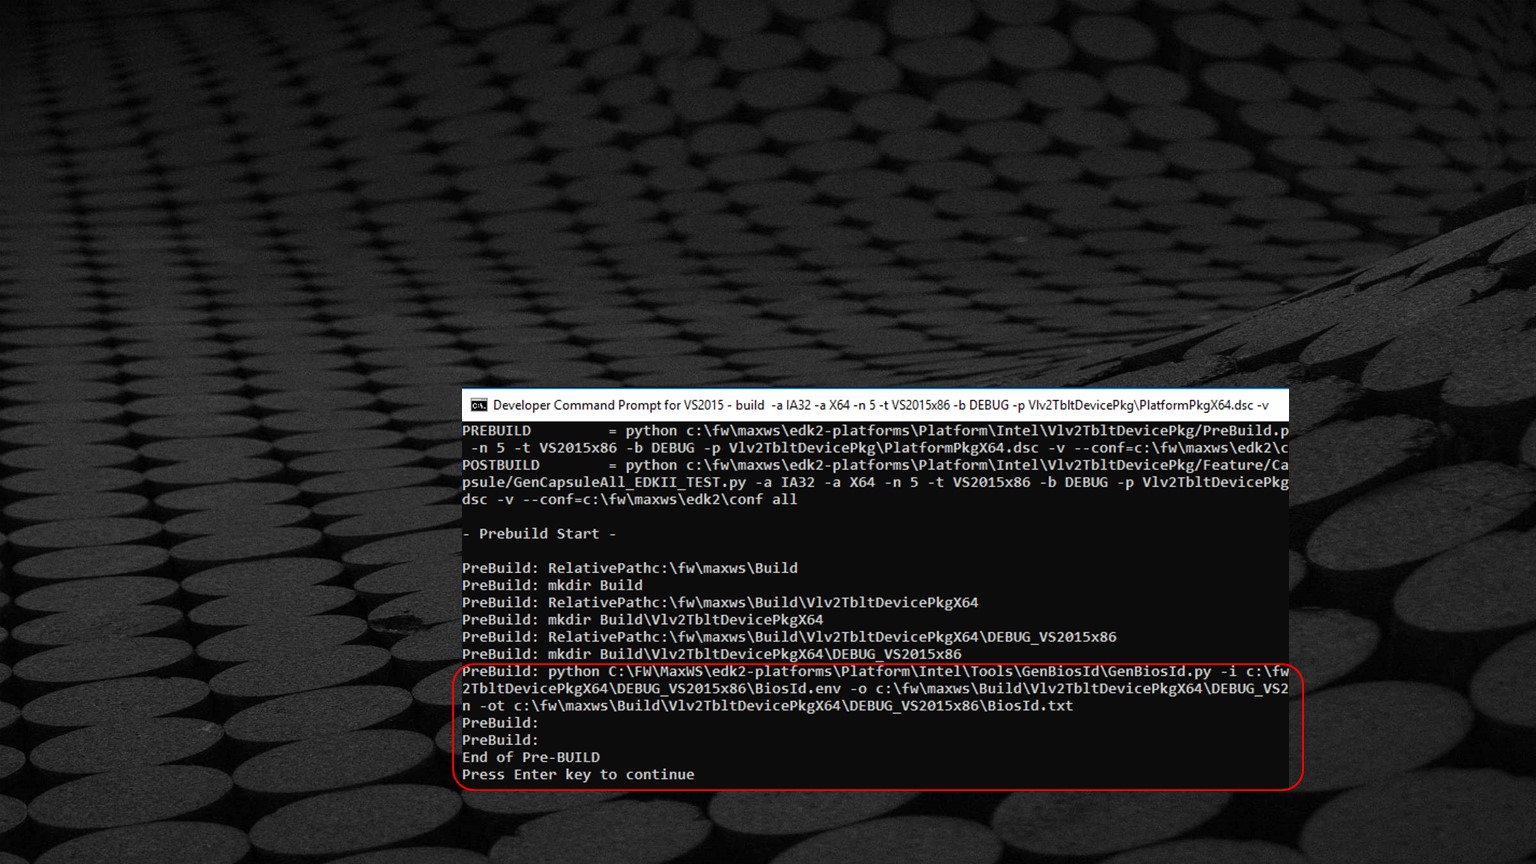 Developer Command Prompt for VS2015 - build -a IA32 -a X64 -n 5 -t VS2015x86 -b DEBUG -p Vlv2TbltDevicePkg\PlatformPkgX64.dsc -v
PREBUILD = python c:\fw\maxws\edk2-platforms\Platform\Intel\Vlv2TbltDevicePkg/PreBuild.p
-n 5 -t VS2015x86 -b DEBUG -p Vlv2TbltDevicePkg\PlatformPkgX64.dsc -v --conf=c:\fw\maxws\edk2\c
POSTBUILD = python c:\fw\maxws\edk2-platforms\Platform\Intel\Vlv2TbltDevicePkg/Feature/Ca
psule/GenCapsuleAll_EDKII_TEST.py -a IA32 -a X64 -n 5 -t VS2015x86 -b DEBUG -p Vlv2TbltDevicePkg
dsc -v --conf=c:\fw\maxws\edk2\conf all
- Prebuild Start -
PreBuild: RelativePathc:\fw\maxws\Build
PreBuild: mkdir Build
PreBuild: RelativePathc:\fw\maxws\Build\Vlv2TbltDevicePkgX64
PreBuild: mkdir Build\Vlv2TbltDevicePkgX64
PreBuild: RelativePathc:\fw\maxws\Build\Vlv2TbltDevicePkgX64\DEBUG_VS2015x86
PreBuild: mkdir Build\Vlv2TbltDevicePkgX64\DEBUG_VS2015x86
PreBuild: python C:\FW\MaxWS\edk2-platforms\Platform\Intel\Tools\GenBiosId\GenBiosId.py -i c:\fw
2TbltDevicePkgX64\DEBUG_VS2015x86\BiosId.env -o c:\fw\maxws\Build\Vlv2TbltDevicePkgX64\DEBUG_VS2
n -ot c:\fw\maxws\Build\Vlv2TbltDevicePkgX64\DEBUG_VS2015x86\BiosId.txt
PreBuild:
PreBuild:
End of Pre-BUILD
Press Enter key to continue